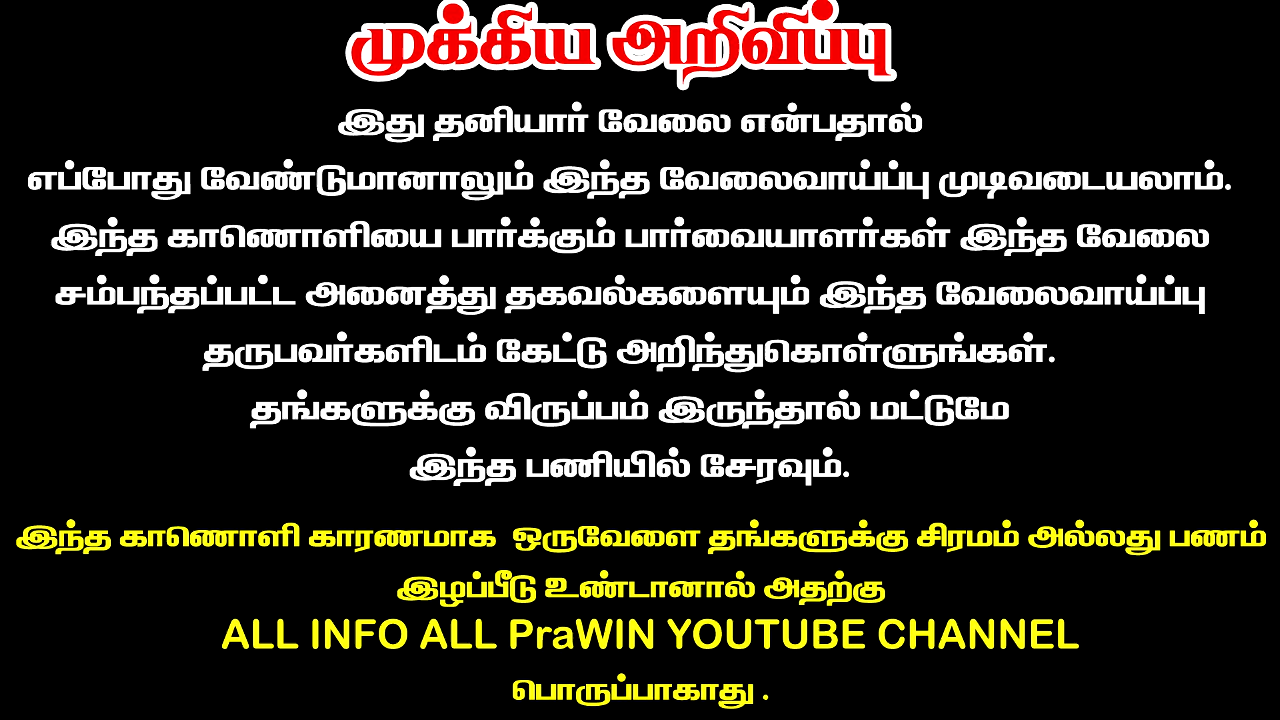 முக்கிய அறிவிப்பு
இது தனியார் வேலை என்பதால்
எப்போது வேண்டுமானாலும் இந்த வேலைவாய்ப்பு முடிவடையலாம்.
இந்த காணொளியை பார்க்கும் பார்வையாளர்கள் இந்த வேலை
சம்பந்தப்பட்ட அனைத்து தகவல்களையும் இந்த வேலைவாய்ப்பு
தருபவர்களிடம் கேட்டு அறிந்துகொள்ளுங்கள்.
தங்களுக்கு விருப்பம் இருந்தால் மட்டுமே
இந்த பணியில் சேரவும்.
இந்த காணொளி காரணமாக ஒருவேளை தங்களுக்கு சிரமம் அல்லது பணம்
இழப்பீடு உண்டானால் அதற்கு
ALL INFO ALL PraWIN YOUTUBE CHANNEL
பொருப்பாகாது .